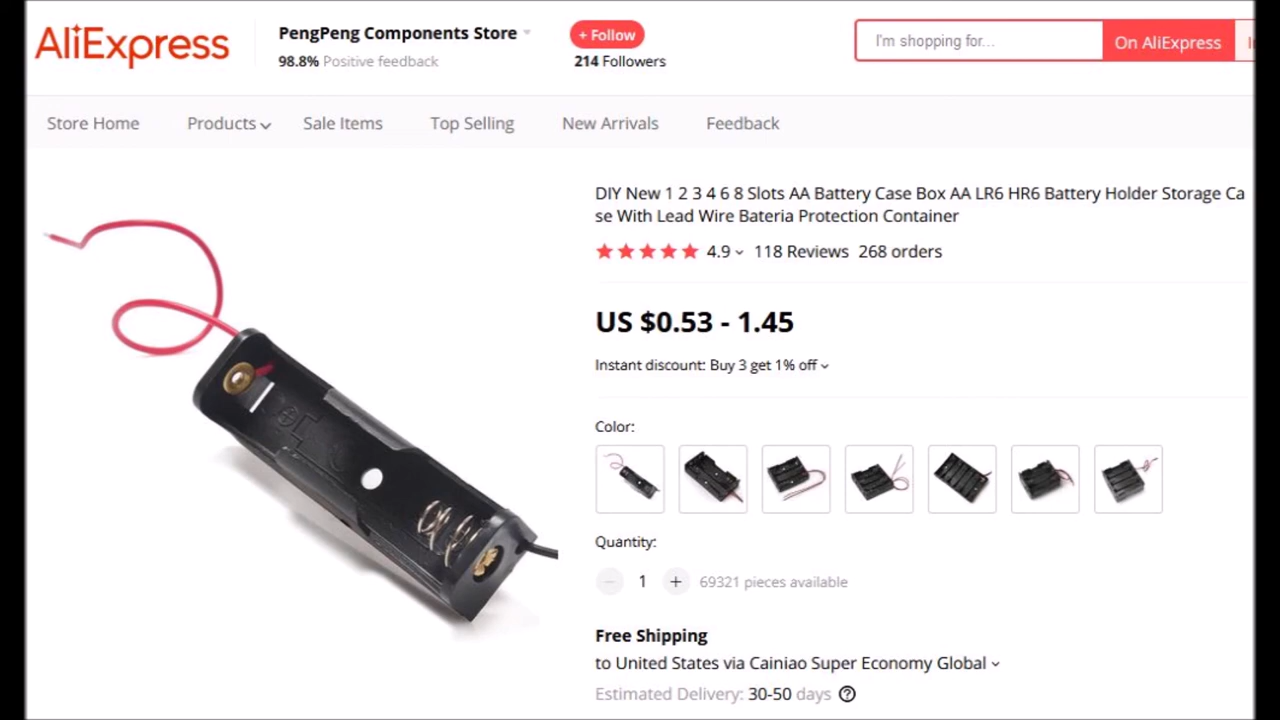 AliExpress
PengPeng Components Store
+ Follow
98.8% Positive feedback
214 Followers
I'm shopping for...
On AliExpress
Store Home
Products
Sale Items
Top Selling
New Arrivals
Feedback
DIY New 1 2 3 4 6 8 Slots AA Battery Case Box AA LR6 HR6 Battery Holder Storage Ca
se With Lead Wire Bateria Protection Container
4.9
118 Reviews
268 orders
US $0.53 - 1.45
Instant discount: Buy 3 get 1% off
Color:
Quantity:
− 1 +
69321 pieces available
Free Shipping
to United States via Cainiao Super Economy Global
Estimated Delivery: 30-50 days ?